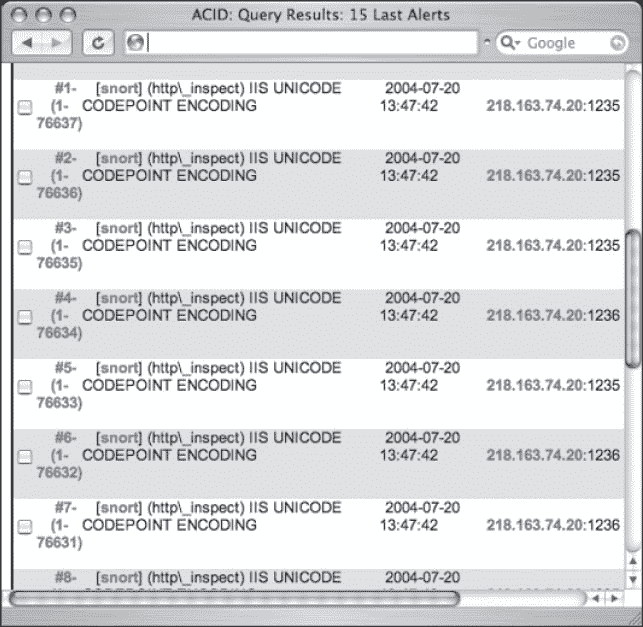 ACID: Query Results: 15 Last Alerts
Google
#1- [snort] (http\_inspect) IIS UNICODE 2004-07-20
(1- CODEPOINT ENCODING 13:47:42 218.163.74.20:1235
76637)
#2- [snort] (http\_inspect) IIS UNICODE 2004-07-20
(1- CODEPOINT ENCODING 13:47:42 218.163.74.20:1235
76636)
#3- [snort] (http\_inspect) IIS UNICODE 2004-07-20
(1- CODEPOINT ENCODING 13:47:42 218.163.74.20:1235
76635)
#4- [snort] (http\_inspect) IIS UNICODE 2004-07-20
(1- CODEPOINT ENCODING 13:47:42 218.163.74.20:1236
76634)
#5- [snort] (http\_inspect) IIS UNICODE 2004-07-20
(1- CODEPOINT ENCODING 13:47:42 218.163.74.20:1235
76633)
#6- [snort] (http\_inspect) IIS UNICODE 2004-07-20
(1- CODEPOINT ENCODING 13:47:42 218.163.74.20:1236
76632)
#7- [snort] (http\_inspect) IIS UNICODE 2004-07-20
(1- CODEPOINT ENCODING 13:47:42 218.163.74.20:1236
76631)
#8- [snort] (http\_inspect) IIS UNICODE 2004-07-20